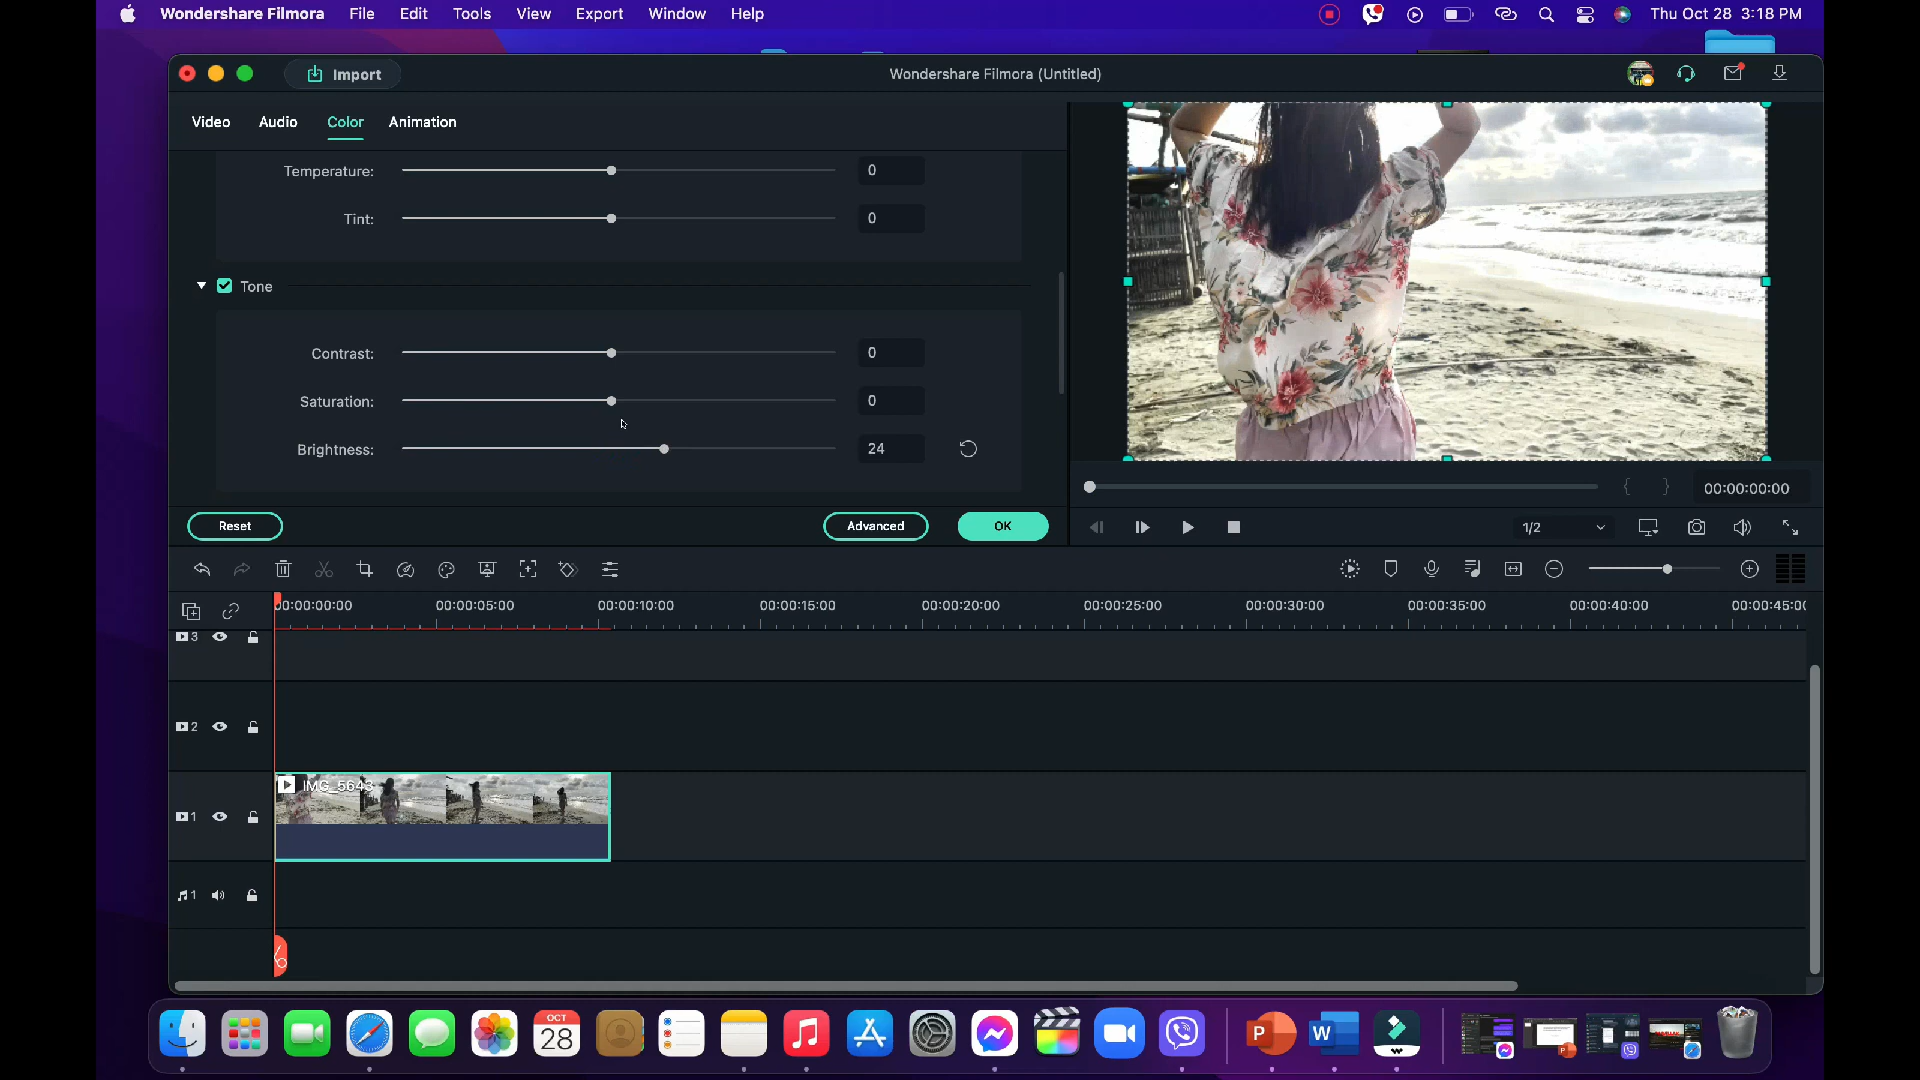 Wondershare Filmora File Edit Tools View Export Window Help Thu Oct 28 3:18 PM
Import Wondershare Filmora (Untitled)
Video Audio Color Animation
Temperature: 0
Tint: 0
Tone
Contrast: 0
Saturation: 0
Brightness: 24
00:00:00:00
Reset Advanced OK
1/2
00:00:00:00 00:00:05:00 00:00:10:00 00:00:15:00 00:00:20:00 00:00:25:00 00:00:30:00 00:00:35:00 00:00:40:00 00:00:45:00
3
2
IMG_5643
1
1
OCT
28
P W